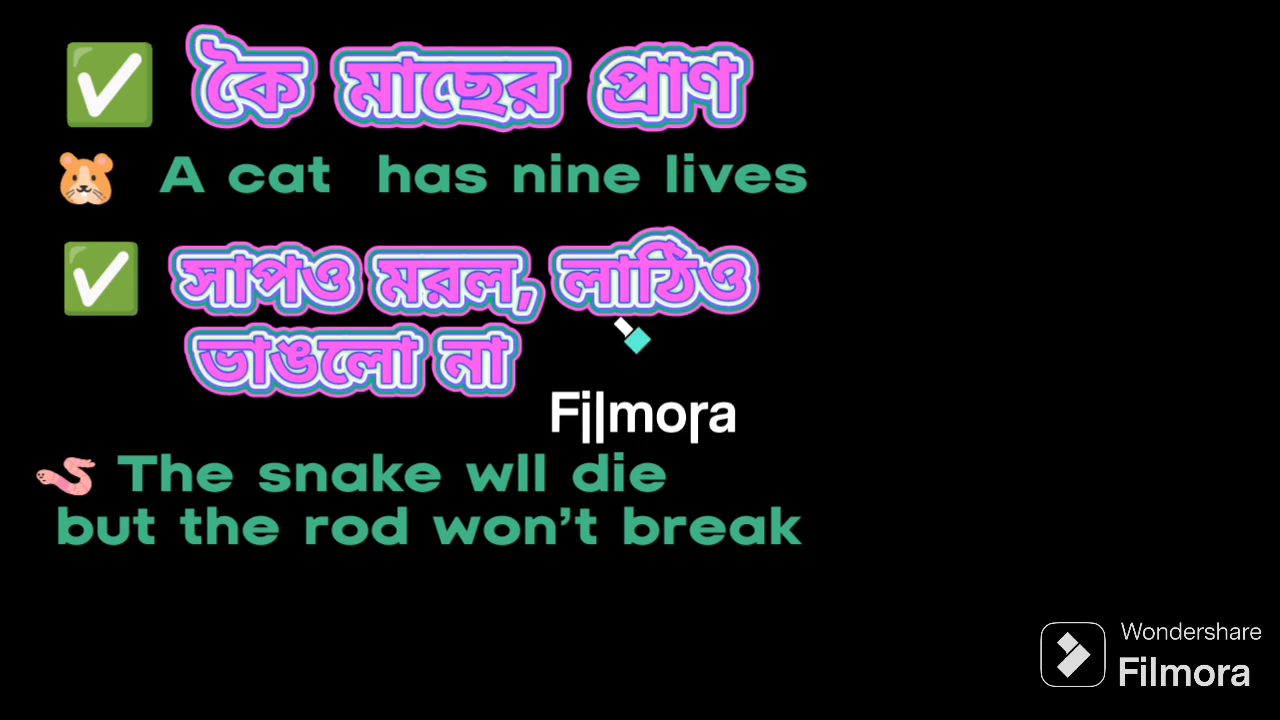 কৈ মাছের প্রাণ
A cat has nine lives
সাপও মরল, লাঠিও
ভাঙলো না
Filmora
The snake wll die
but the rod won't break
Wondershare
Filmora